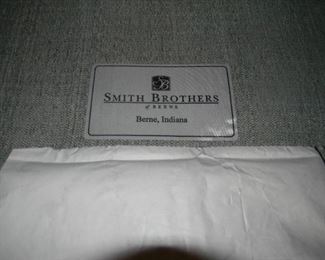 SB
SMITH BROTHERS
of BERNE
Berne, Indiana